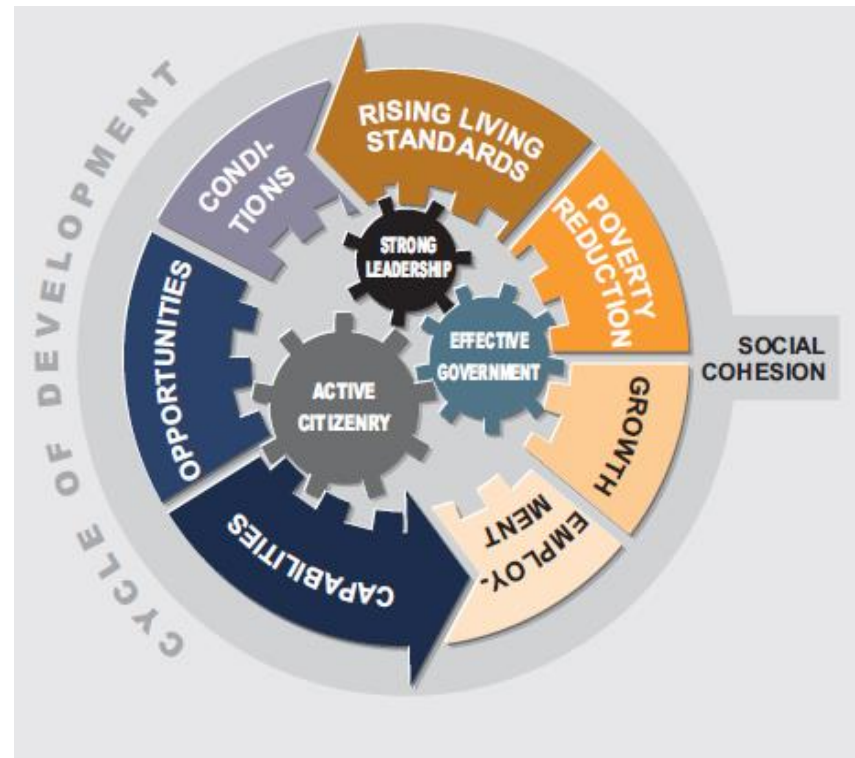 CYCLE OF DEVELOPMENT
RISING LIVING
STANDARDS
POVERTY
REDUCTION
SOCIAL
COHESION
GROWTH
EMPLOY-
MENT
CAPABILITIES
OPPORTUNITIES
CONDI-
TIONS
STRONG
LEADERSHIP
EFFECTIVE
GOVERNMENT
ACTIVE
CITIZENRY